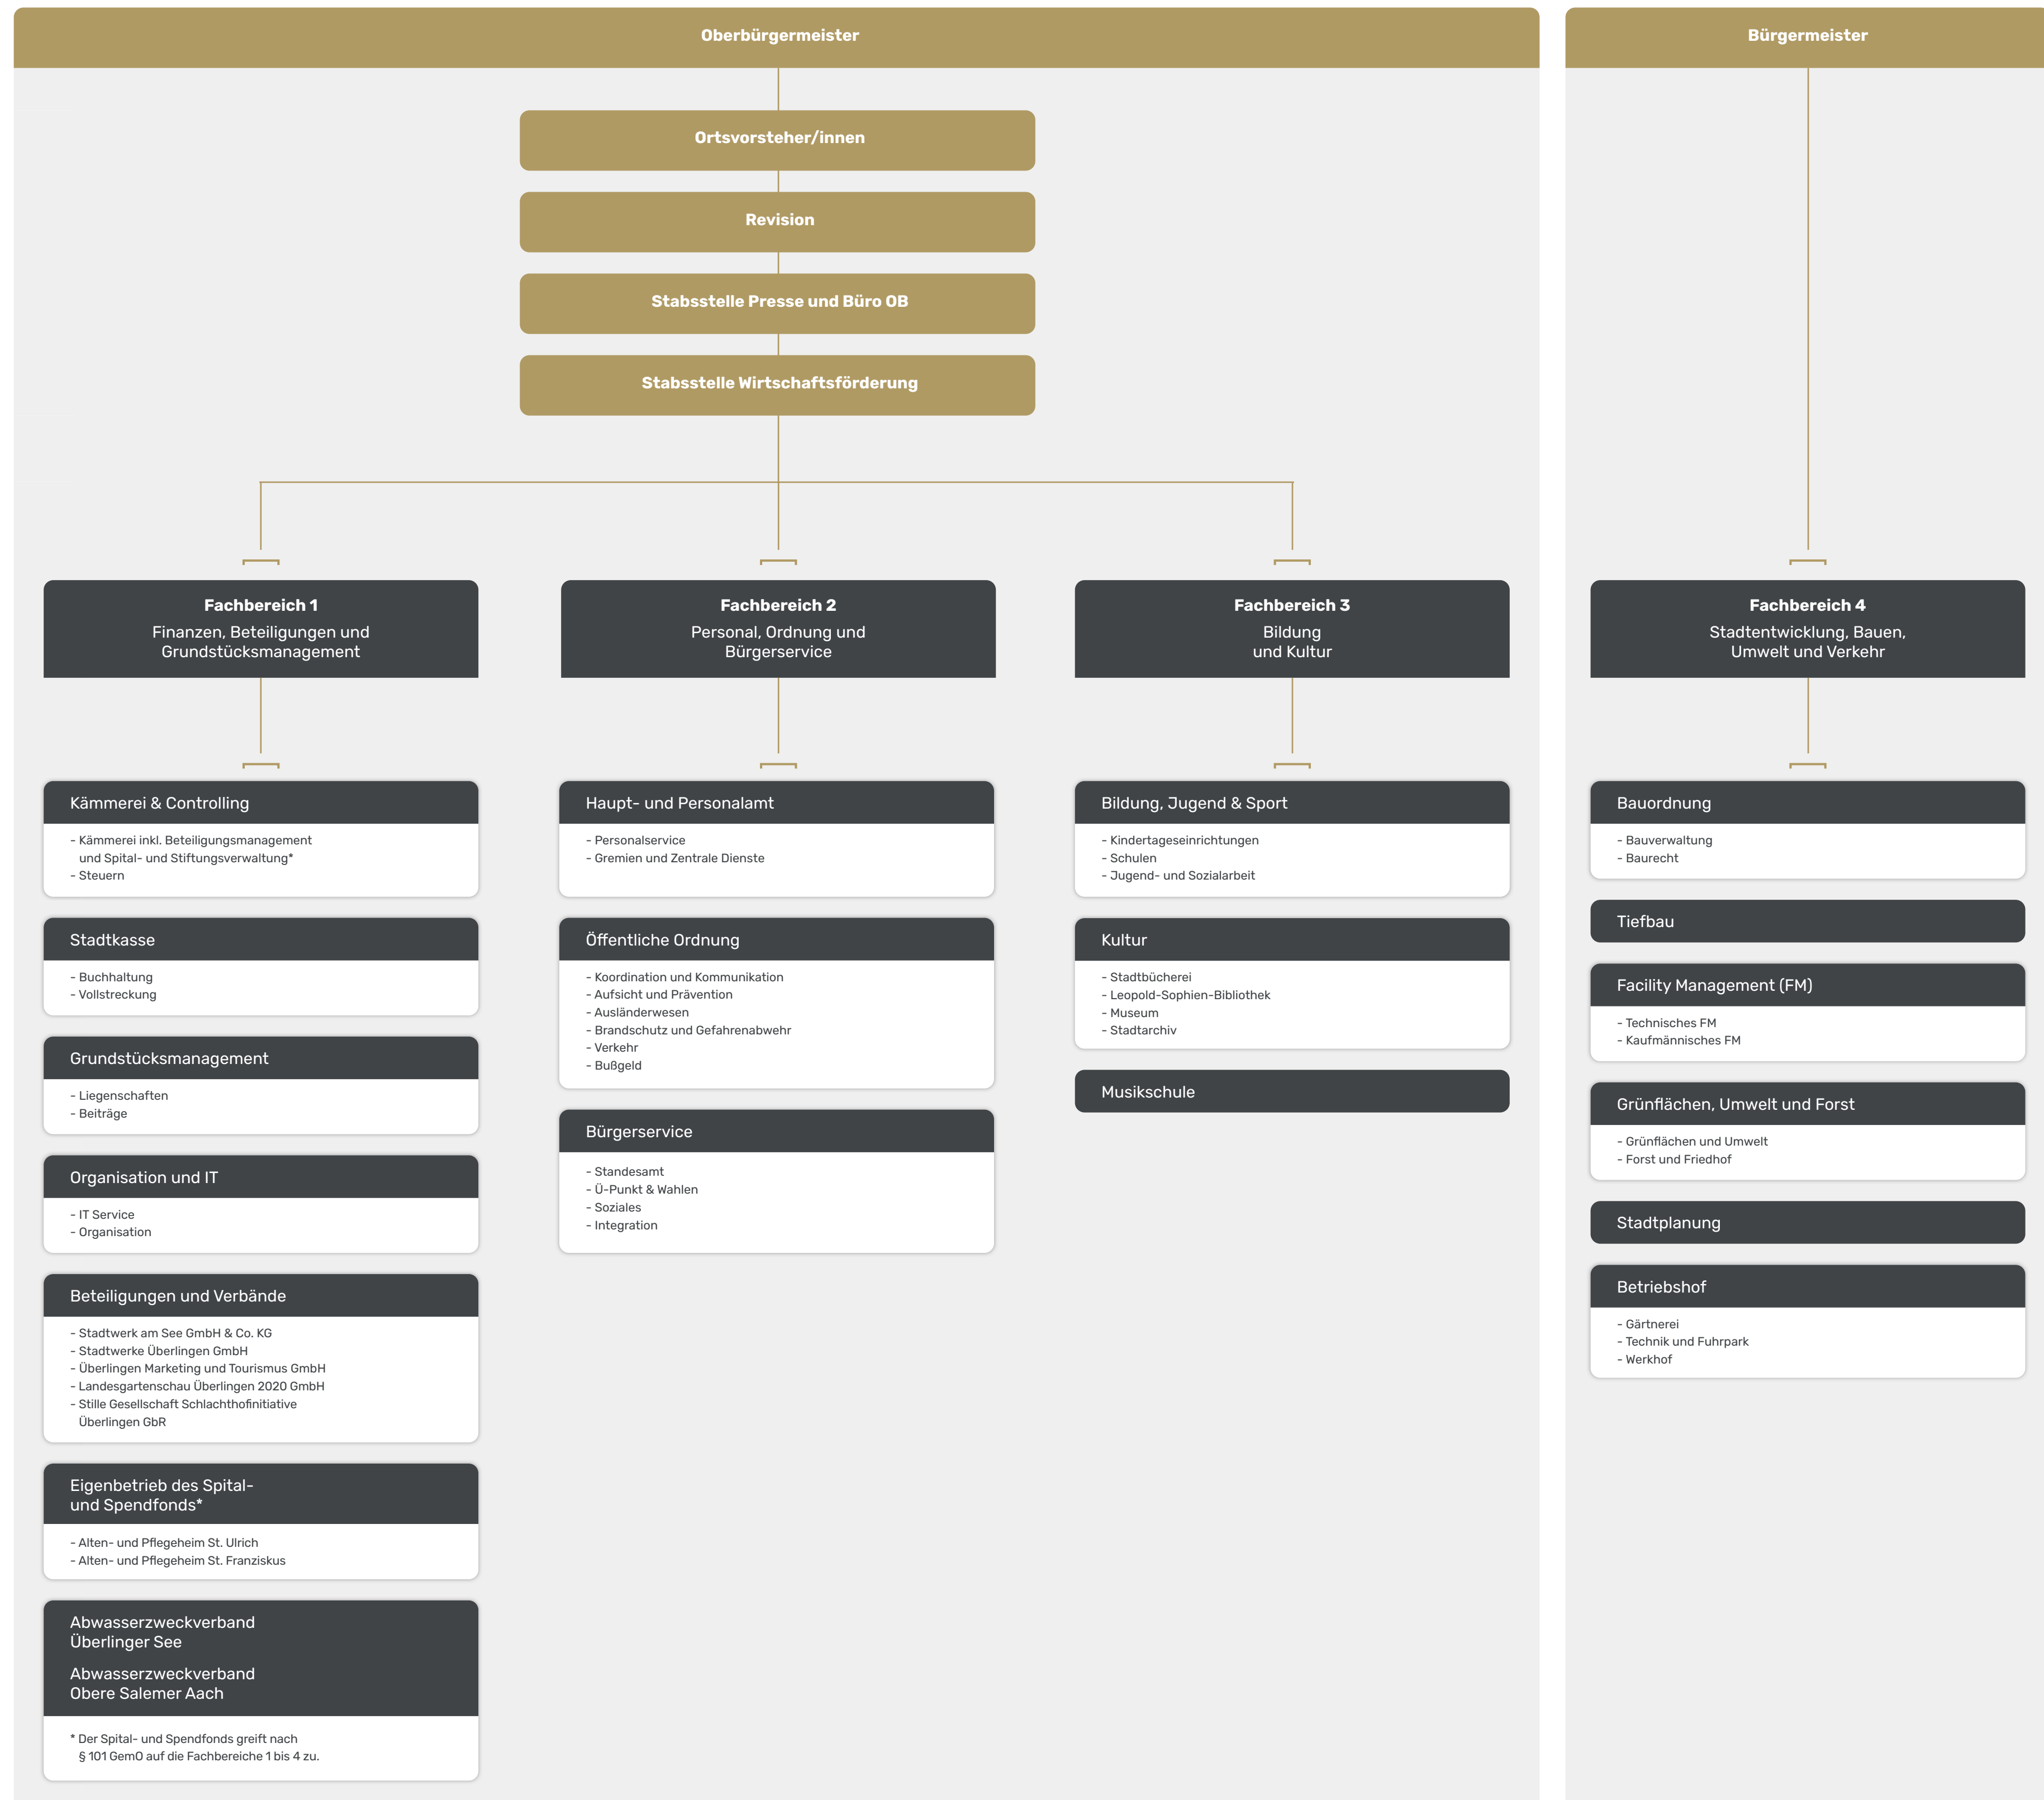 Oberbürgermeister
Ortsvorsteher/innen
Revision
Stabsstelle Presse und Büro OB
Stabsstelle Wirtschaftsförderung
Fachbereich 1
Finanzen, Beteiligungen und
Grundstücksmanagement
Kämmerei & Controlling
- Kämmerei inkl. Beteiligungsmanagement
und Spital- und Stiftungsverwaltung*
- Steuern
Stadtkasse
- Buchhaltung
- Vollstreckung
Grundstücksmanagement
- Liegenschaften
- Beiträge
Organisation und IT
- IT Service
- Organisation
Beteiligungen und Verbände
- Stadtwerk am See GmbH & Co. KG
- Stadtwerke Überlingen GmbH
- Überlingen Marketing und Tourismus GmbH
- Landesgartenschau Überlingen 2020 GmbH
- Stille Gesellschaft Schlachthofinitiative
Überlingen GbR
Eigenbetrieb des Spital-
und Spendfonds*
- Alten- und Pflegeheim St. Ulrich
- Alten- und Pflegeheim St. Franziskus
Abwasserzweckverband
Überlinger See
Abwasserzweckverband
Obere Salemer Aach
* Der Spital- und Spendfonds greift nach
§ 101 GemO auf die Fachbereiche 1 bis 4 zu.
Fachbereich 2
Personal, Ordnung und
Bürgerservice
Haupt- und Personalamt
- Personalservice
- Gremien und Zentrale Dienste
Öffentliche Ordnung
- Koordination und Kommunikation
- Aufsicht und Prävention
- Ausländerwesen
- Brandschutz und Gefahrenabwehr
- Verkehr
- Bußgeld
Bürgerservice
- Standesamt
- Ü-Punkt & Wahlen
- Soziales
- Integration
Fachbereich 3
Bildung
und Kultur
Bildung, Jugend & Sport
- Kindertageseinrichtungen
- Schulen
- Jugend- und Sozialarbeit
Kultur
- Stadtbücherei
- Leopold-Sophien-Bibliothek
- Museum
- Stadtarchiv
Musikschule
Bürgermeister
Fachbereich 4
Stadtentwicklung, Bauen,
Umwelt und Verkehr
Bauordnung
- Bauverwaltung
- Baurecht
Tiefbau
Facility Management (FM)
- Technisches FM
- Kaufmännisches FM
Grünflächen, Umwelt und Forst
- Grünflächen und Umwelt
- Forst und Friedhof
Stadtplanung
Betriebshof
- Gärtnerei
- Technik und Fuhrpark
- Werkhof